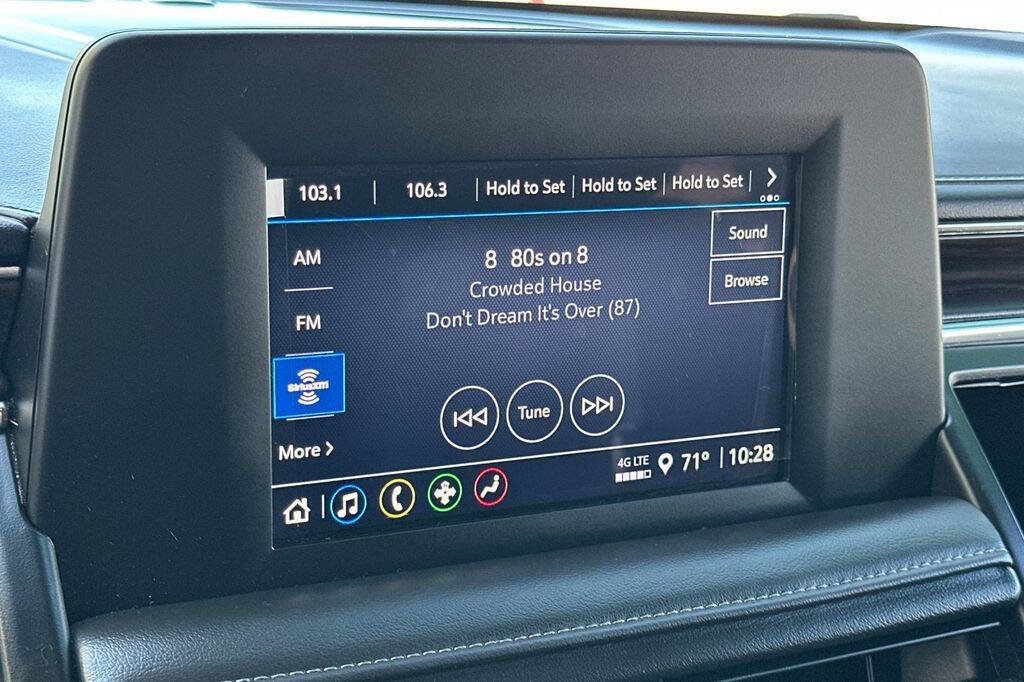 103.1 | 106.3 | Hold to Set | Hold to Set | Hold to Set
AM
FM
siriusxm
More
8 80s on 8
Crowded House
Don't Dream It's Over (87)
Sound
Browse
Tune
4G LTE 71° | 10:28